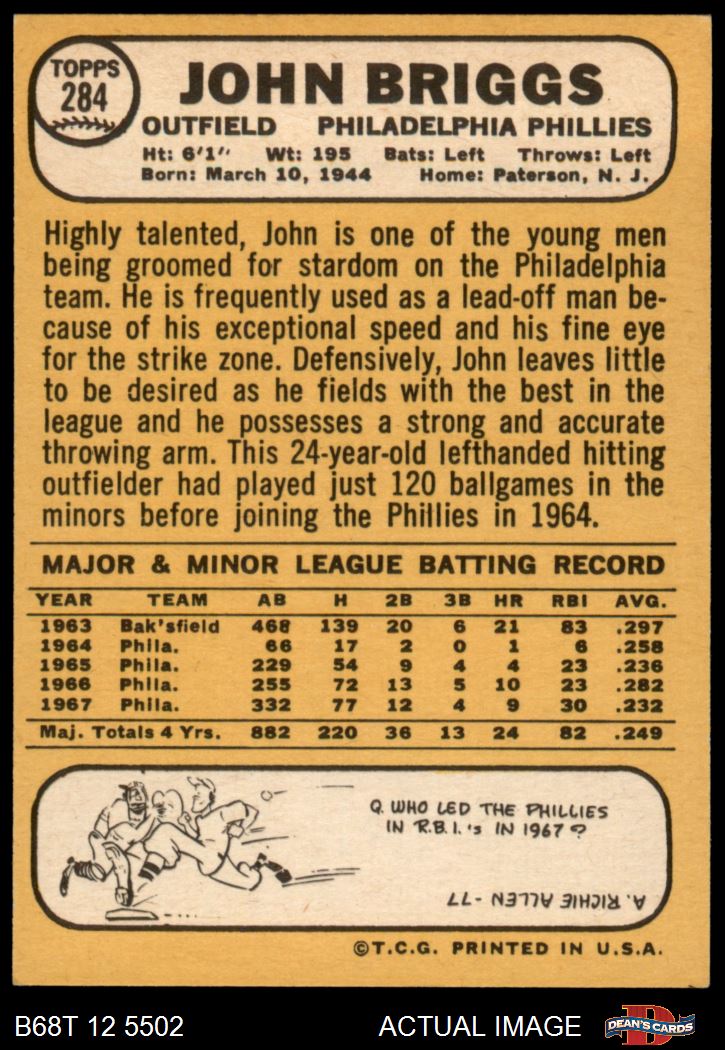 TOPPS
284
JOHN BRIGGS
OUTFIELD PHILADELPHIA PHILLIES
Ht: 6'1" Wt: 195 Bats: Left Throws: Left
Born: March 10, 1944 Home: Paterson, N. J.
Highly talented, John is one of the young men
being groomed for stardom on the Philadelphia
team. He is frequently used as a lead-off man be-
cause of his exceptional speed and his fine eye
for the strike zone. Defensively, John leaves little
to be desired as he fields with the best in the
league and he possesses a strong and accurate
throwing arm. This 24-year-old lefthanded hitting
outfielder had played just 120 ballgames in the
minors before joining the Phillies in 1964.
MAJOR & MINOR LEAGUE BATTING RECORD
YEAR TEAM AB H 2B 3B HR RBI AVG.
1963 Bak'sfield 468 139 20 6 21 83 .297
1964 Phila. 66 17 2 0 1 6 .258
1965 Phila. 229 54 9 4 4 23 .236
1966 Phila. 255 72 13 5 10 23 .282
1967 Phila. 332 77 12 4 9 30 .232
Maj. Totals 4 Yrs. 882 220 36 13 24 82 .249
Q. WHO LED THE PHILLIES
IN R.B.I.'s IN 1967?
A. RICHIE ALLEN -77
©T.C.G. PRINTED IN U.S.A.
B68T 12 5502 ACTUAL IMAGE
D
DEAN'S CARDS